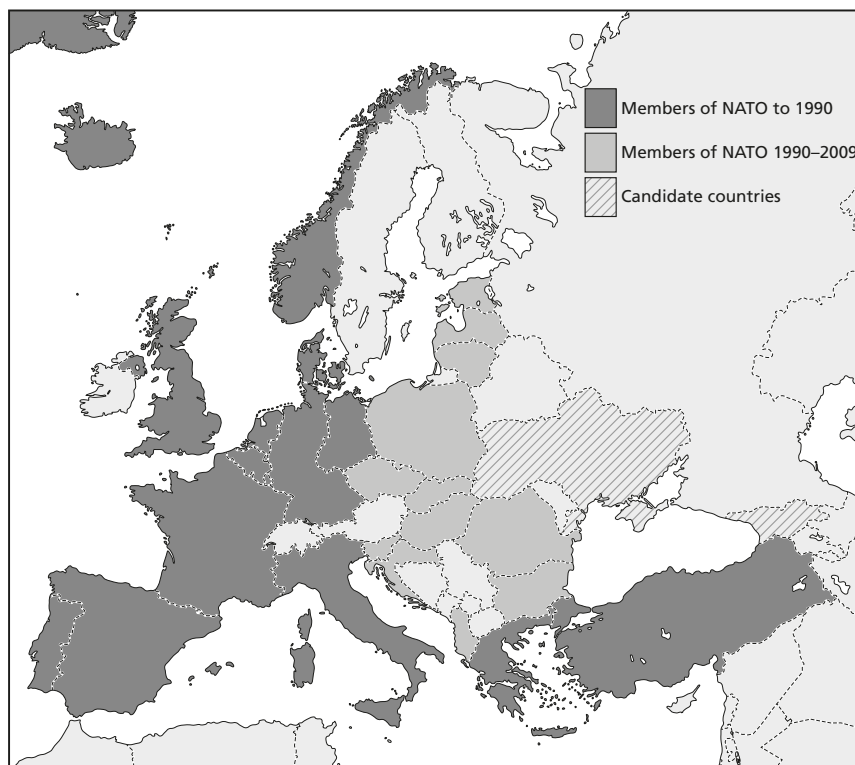 Members of NATO to 1990
Members of NATO 1990–2009
Candidate countries